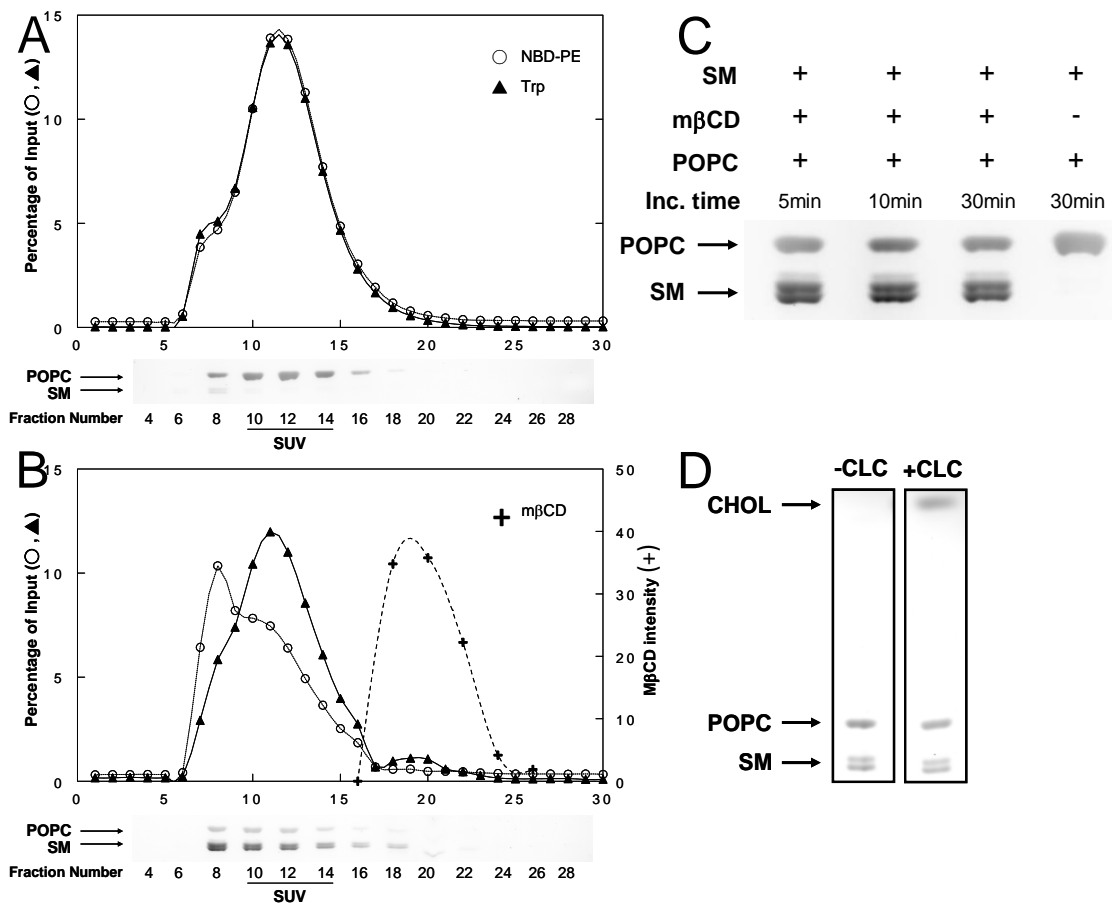 A
15
10
5
0
Percentage of Input (○, ▲)
NBD-PE
Trp
0 5 10 15 20 25 30
POPC
SM
Fraction Number 4 6 8 10 12 14 16 18 20 22 24 26 28
SUV
B
15
10
5
0
Percentage of Input (○, ▲)
mβCD
50
40
30
20
10
0
MβCD intensity (+)
0 5 10 15 20 25 30
POPC
SM
Fraction Number 4 6 8 10 12 14 16 18 20 22 24 26 28
SUV
C
SM + + + +
mβCD + + + -
POPC + + + +
Inc. time 5min 10min 30min 30min
POPC
SM
D
-CLC +CLC
CHOL
POPC
SM